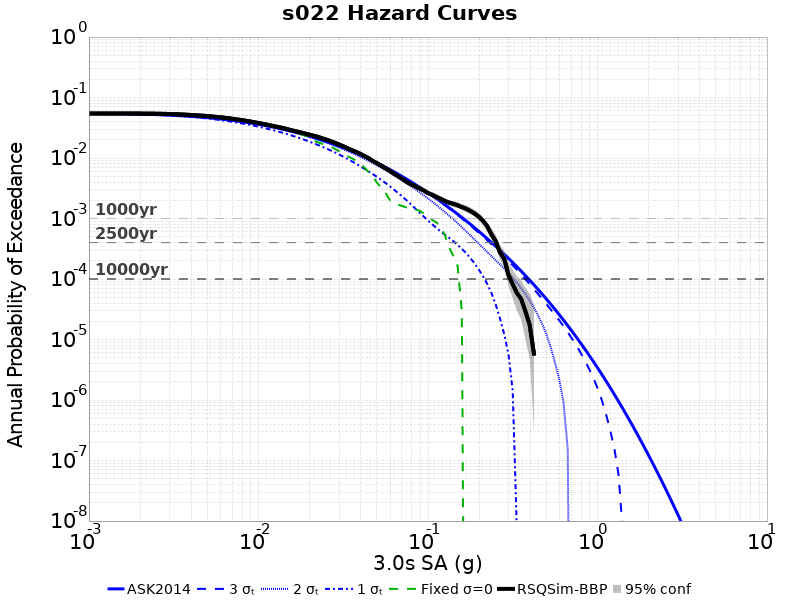 s022 Hazard Curves
Annual Probability of Exceedance
10^0
10^-1
10^-2
10^-3
10^-4
10^-5
10^-6
10^-7
10^-8
1000yr
2500yr
10000yr
10^-3 10^-2 10^-1 10^0 10^1
3.0s SA (g)
ASK2014 3 σₜ 2 σₜ 1 σₜ Fixed σ=0 RSQSim-BBP 95% conf